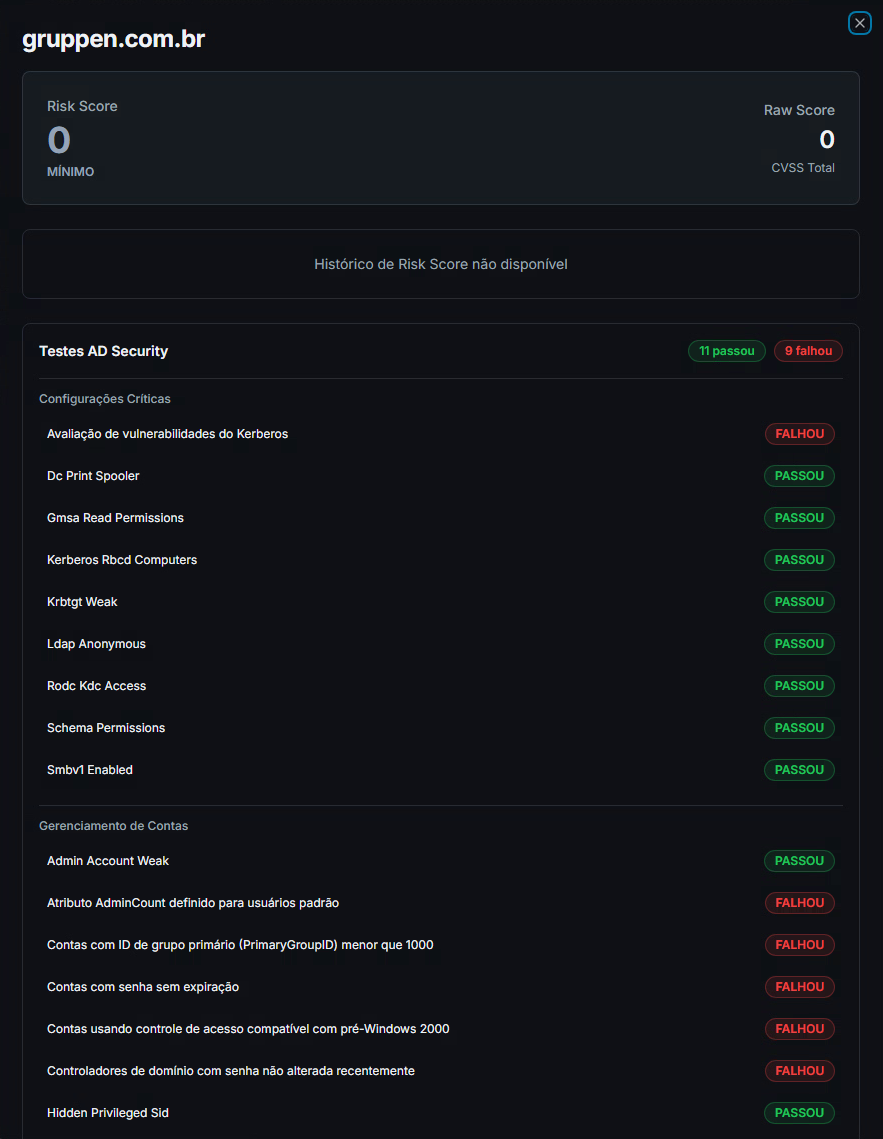 gruppen.com.br
Risk Score
0
MÍNIMO
Raw Score
0
CVSS Total
Histórico de Risk Score não disponível
Testes AD Security
11 passou
9 falhou
Configurações Críticas
Avaliação de vulnerabilidades do Kerberos FALHOU
Dc Print Spooler PASSOU
Gmsa Read Permissions PASSOU
Kerberos Rbcd Computers PASSOU
Krbtgt Weak PASSOU
Ldap Anonymous PASSOU
Rodc Kdc Access PASSOU
Schema Permissions PASSOU
Smbv1 Enabled PASSOU
Gerenciamento de Contas
Admin Account Weak PASSOU
Atributo AdminCount definido para usuários padrão FALHOU
Contas com ID de grupo primário (PrimaryGroupID) menor que 1000 FALHOU
Contas com senha sem expiração FALHOU
Contas usando controle de acesso compatível com pré-Windows 2000 FALHOU
Controladores de domínio com senha não alterada recentemente FALHOU
Hidden Privileged Sid PASSOU